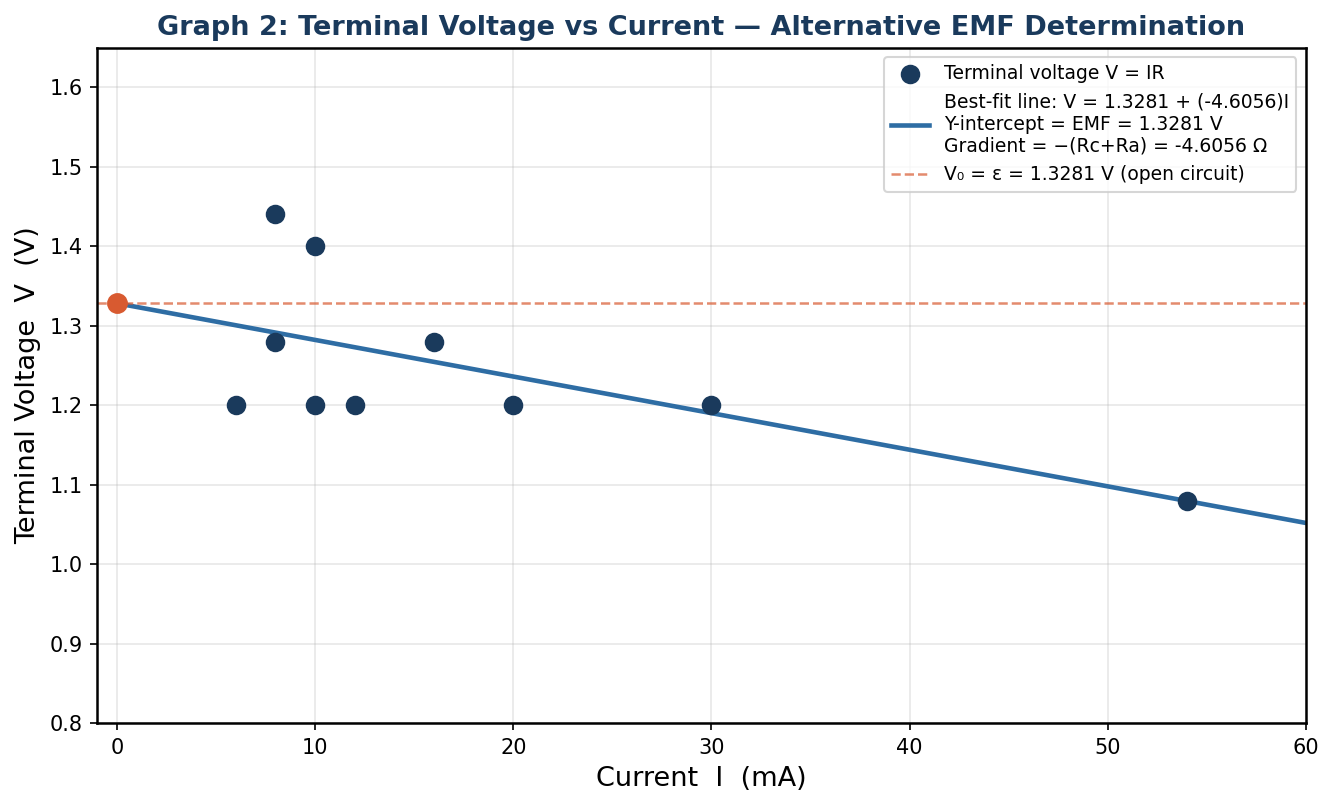 Graph 2: Terminal Voltage vs Current — Alternative EMF Determination
Terminal voltage V = IR
Best-fit line: V = 1.3281 + (-4.6056)I
Y-intercept = EMF = 1.3281 V
Gradient = −(Rc+Ra) = -4.6056 Ω
V₀ = ε = 1.3281 V (open circuit)
Terminal Voltage V (V)
1.6
1.5
1.4
1.3
1.2
1.1
1.0
0.9
0.8
0 10 20 30 40 50 60
Current I (mA)